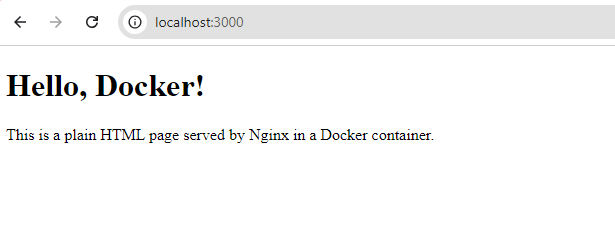 localhost:3000
Hello, Docker!
This is a plain HTML page served by Nginx in a Docker container.